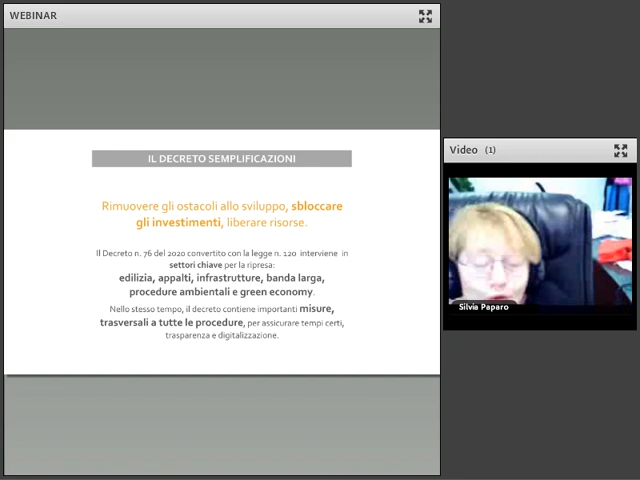 WEBINAR
IL DECRETO SEMPLIFICAZIONI
Rimuovere gli ostacoli allo sviluppo, sbloccare
gli investimenti, liberare risorse.
Il Decreto n. 76 del 2020 convertito con la legge n. 120 interviene in
settori chiave per la ripresa:
edilizia, appalti, infrastrutture, banda larga,
procedure ambientali e green economy.
Nello stesso tempo, il decreto contiene importanti misure,
trasversali a tutte le procedure, per assicurare tempi certi,
trasparenza e digitalizzazione.
Video (1)
Silvia Paparo